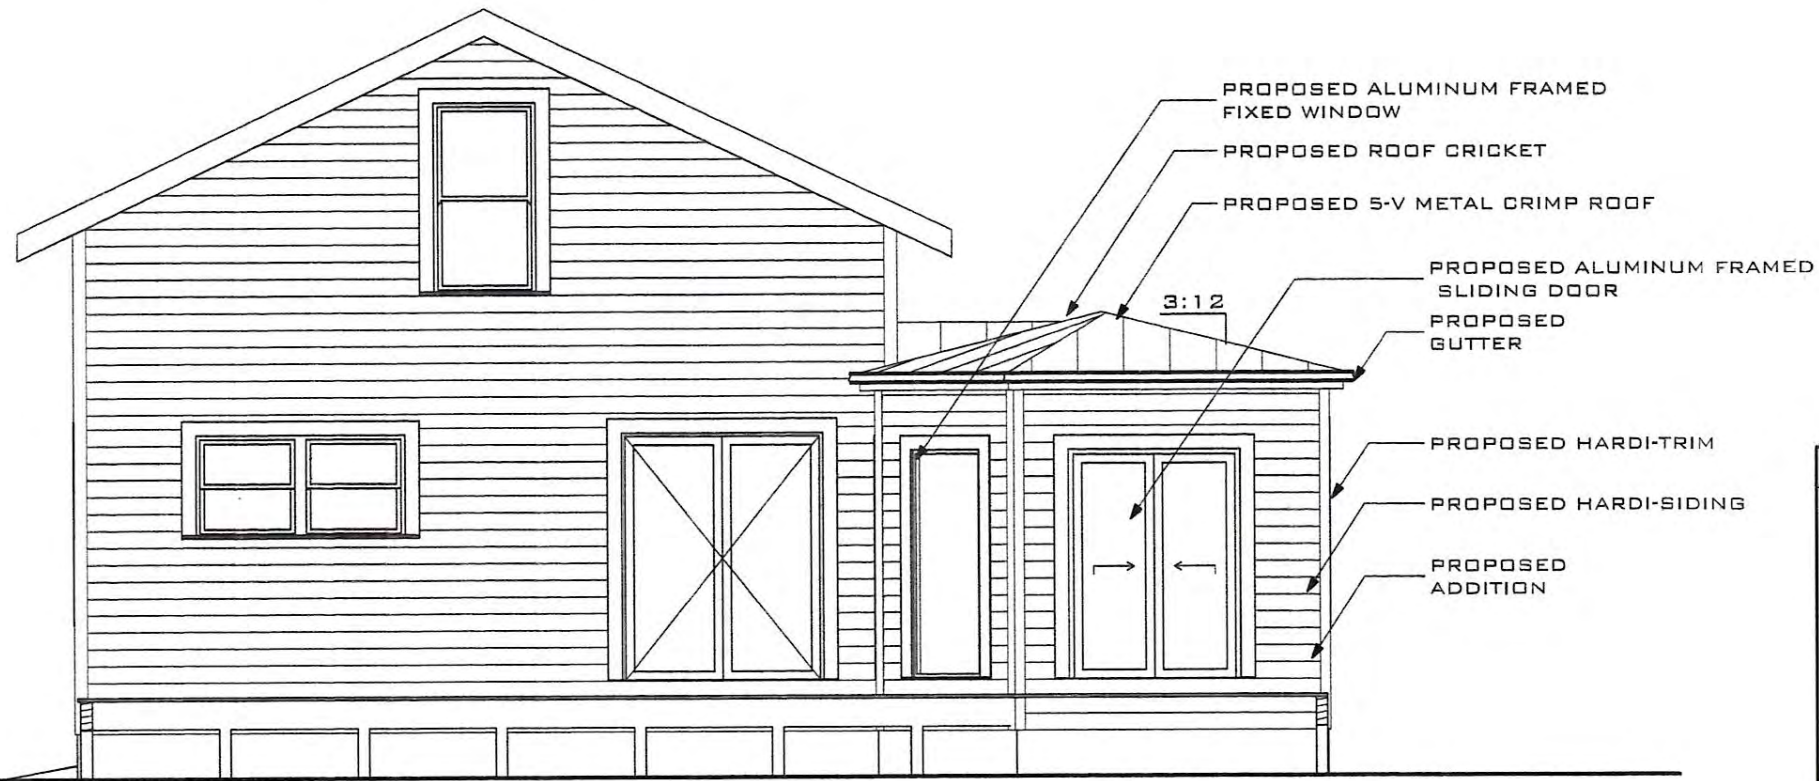 PROPOSED ALUMINUM FRAMED
FIXED WINDOW
PROPOSED ROOF CRICKET
PROPOSED 5-V METAL CRIMP ROOF
PROPOSED ALUMINUM FRAMED
SLIDING DOOR
3:12
PROPOSED
GUTTER
PROPOSED HARDI-TRIM
PROPOSED HARDI-SIDING
PROPOSED
ADDITION